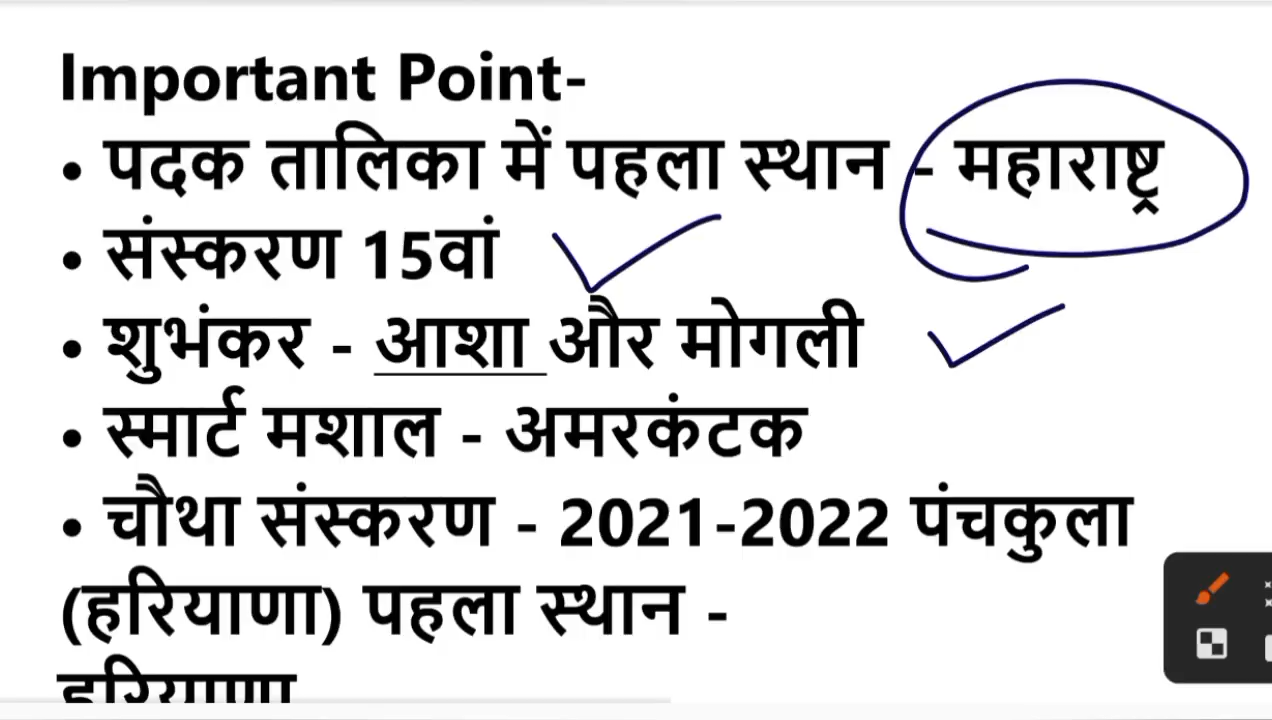 Important Point-
• पदक तालिका में पहला स्थान - महाराष्ट्र
• संस्करण 15वां
• शुभंकर - आशा और मोगली
• स्मार्ट मशाल - अमरकंटक
• चौथा संस्करण - 2021-2022 पंचकुला
(हरियाणा) पहला स्थान -
हरियाणा